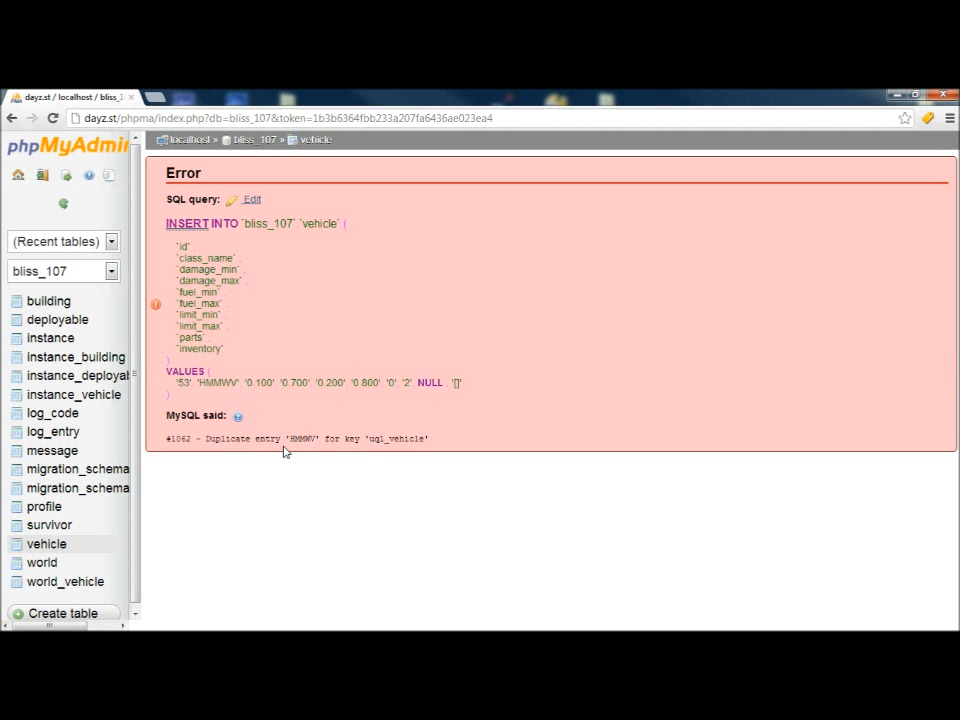 dayz.st / localhost / bliss_1
dayz.st/phpma/index.php?db=bliss_107&token=1b3b6364fbb233a207fa6436ae023ea4
phpMyAdmin
localhost » bliss_107 » vehicle
(Recent tables)
bliss_107
building
deployable
instance
instance_building
instance_deployal
instance_vehicle
log_code
log_entry
message
migration_schema
migration_schema
profile
survivor
vehicle
world
world_vehicle
Create table
Error
SQL query: Edit
INSERT INTO `bliss_107`.`vehicle` (
`id` ,
`class_name` ,
`damage_min` ,
`damage_max` ,
`fuel_min` ,
`fuel_max` ,
`limit_min` ,
`limit_max` ,
`parts` ,
`inventory`
)
VALUES (
'53', 'HMMWV', '0.100', '0.700', '0.200', '0.800', '0', '2', NULL , '[]'
)
MySQL said:
#1062 - Duplicate entry 'HMMWV' for key 'uq1_vehicle'